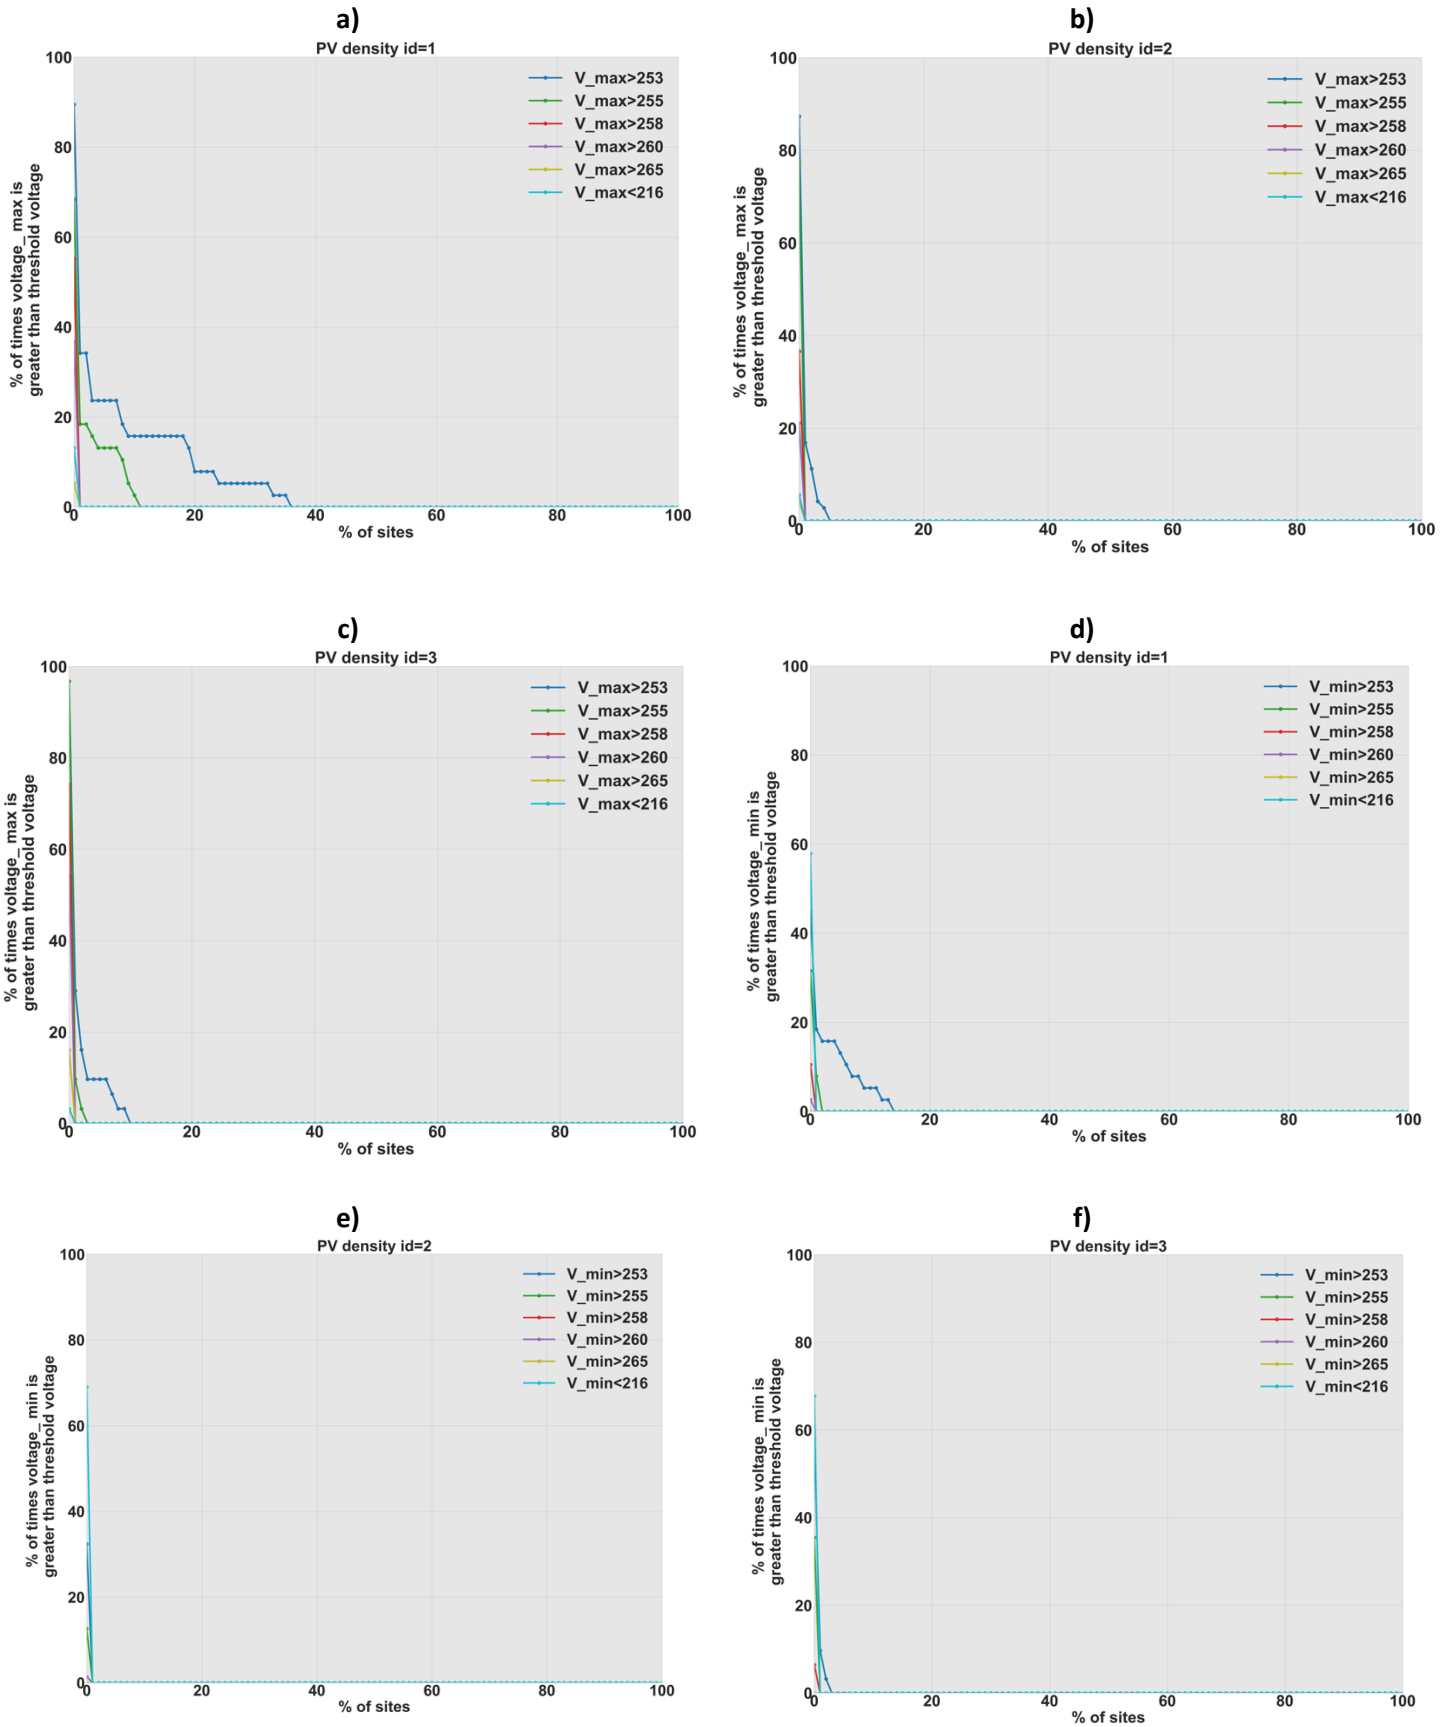 a)
PV density id=1
% of times voltage_max is
greater than threshold voltage
100
80
60
40
20
0
V_max>253
V_max>255
V_max>258
V_max>260
V_max>265
V_max<216
0 20 40 60 80 100
% of sites
b)
PV density id=2
% of times voltage_max is
greater than threshold voltage
100
80
60
40
20
0
V_max>253
V_max>255
V_max>258
V_max>260
V_max>265
V_max<216
0 20 40 60 80 100
% of sites
c)
PV density id=3
% of times voltage_max is
greater than threshold voltage
100
80
60
40
20
0
V_max>253
V_max>255
V_max>258
V_max>260
V_max>265
V_max<216
0 20 40 60 80 100
% of sites
d)
PV density id=1
% of times voltage_min is
greater than threshold voltage
100
80
60
40
20
0
V_min>253
V_min>255
V_min>258
V_min>260
V_min>265
V_min<216
0 20 40 60 80 100
% of sites
e)
PV density id=2
% of times voltage_min is
greater than threshold voltage
100
80
60
40
20
0
V_min>253
V_min>255
V_min>258
V_min>260
V_min>265
V_min<216
0 20 40 60 80 100
% of sites
f)
PV density id=3
% of times voltage_min is
greater than threshold voltage
100
80
60
40
20
0
V_min>253
V_min>255
V_min>258
V_min>260
V_min>265
V_min<216
0 20 40 60 80 100
% of sites